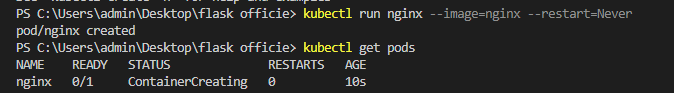 PS C:\Users\admin\Desktop\flask officie> kubectl run nginx --image=nginx --restart=Never
pod/nginx created
PS C:\Users\admin\Desktop\flask officie> kubectl get pods
NAME    READY   STATUS              RESTARTS   AGE
nginx   0/1     ContainerCreating   0          10s